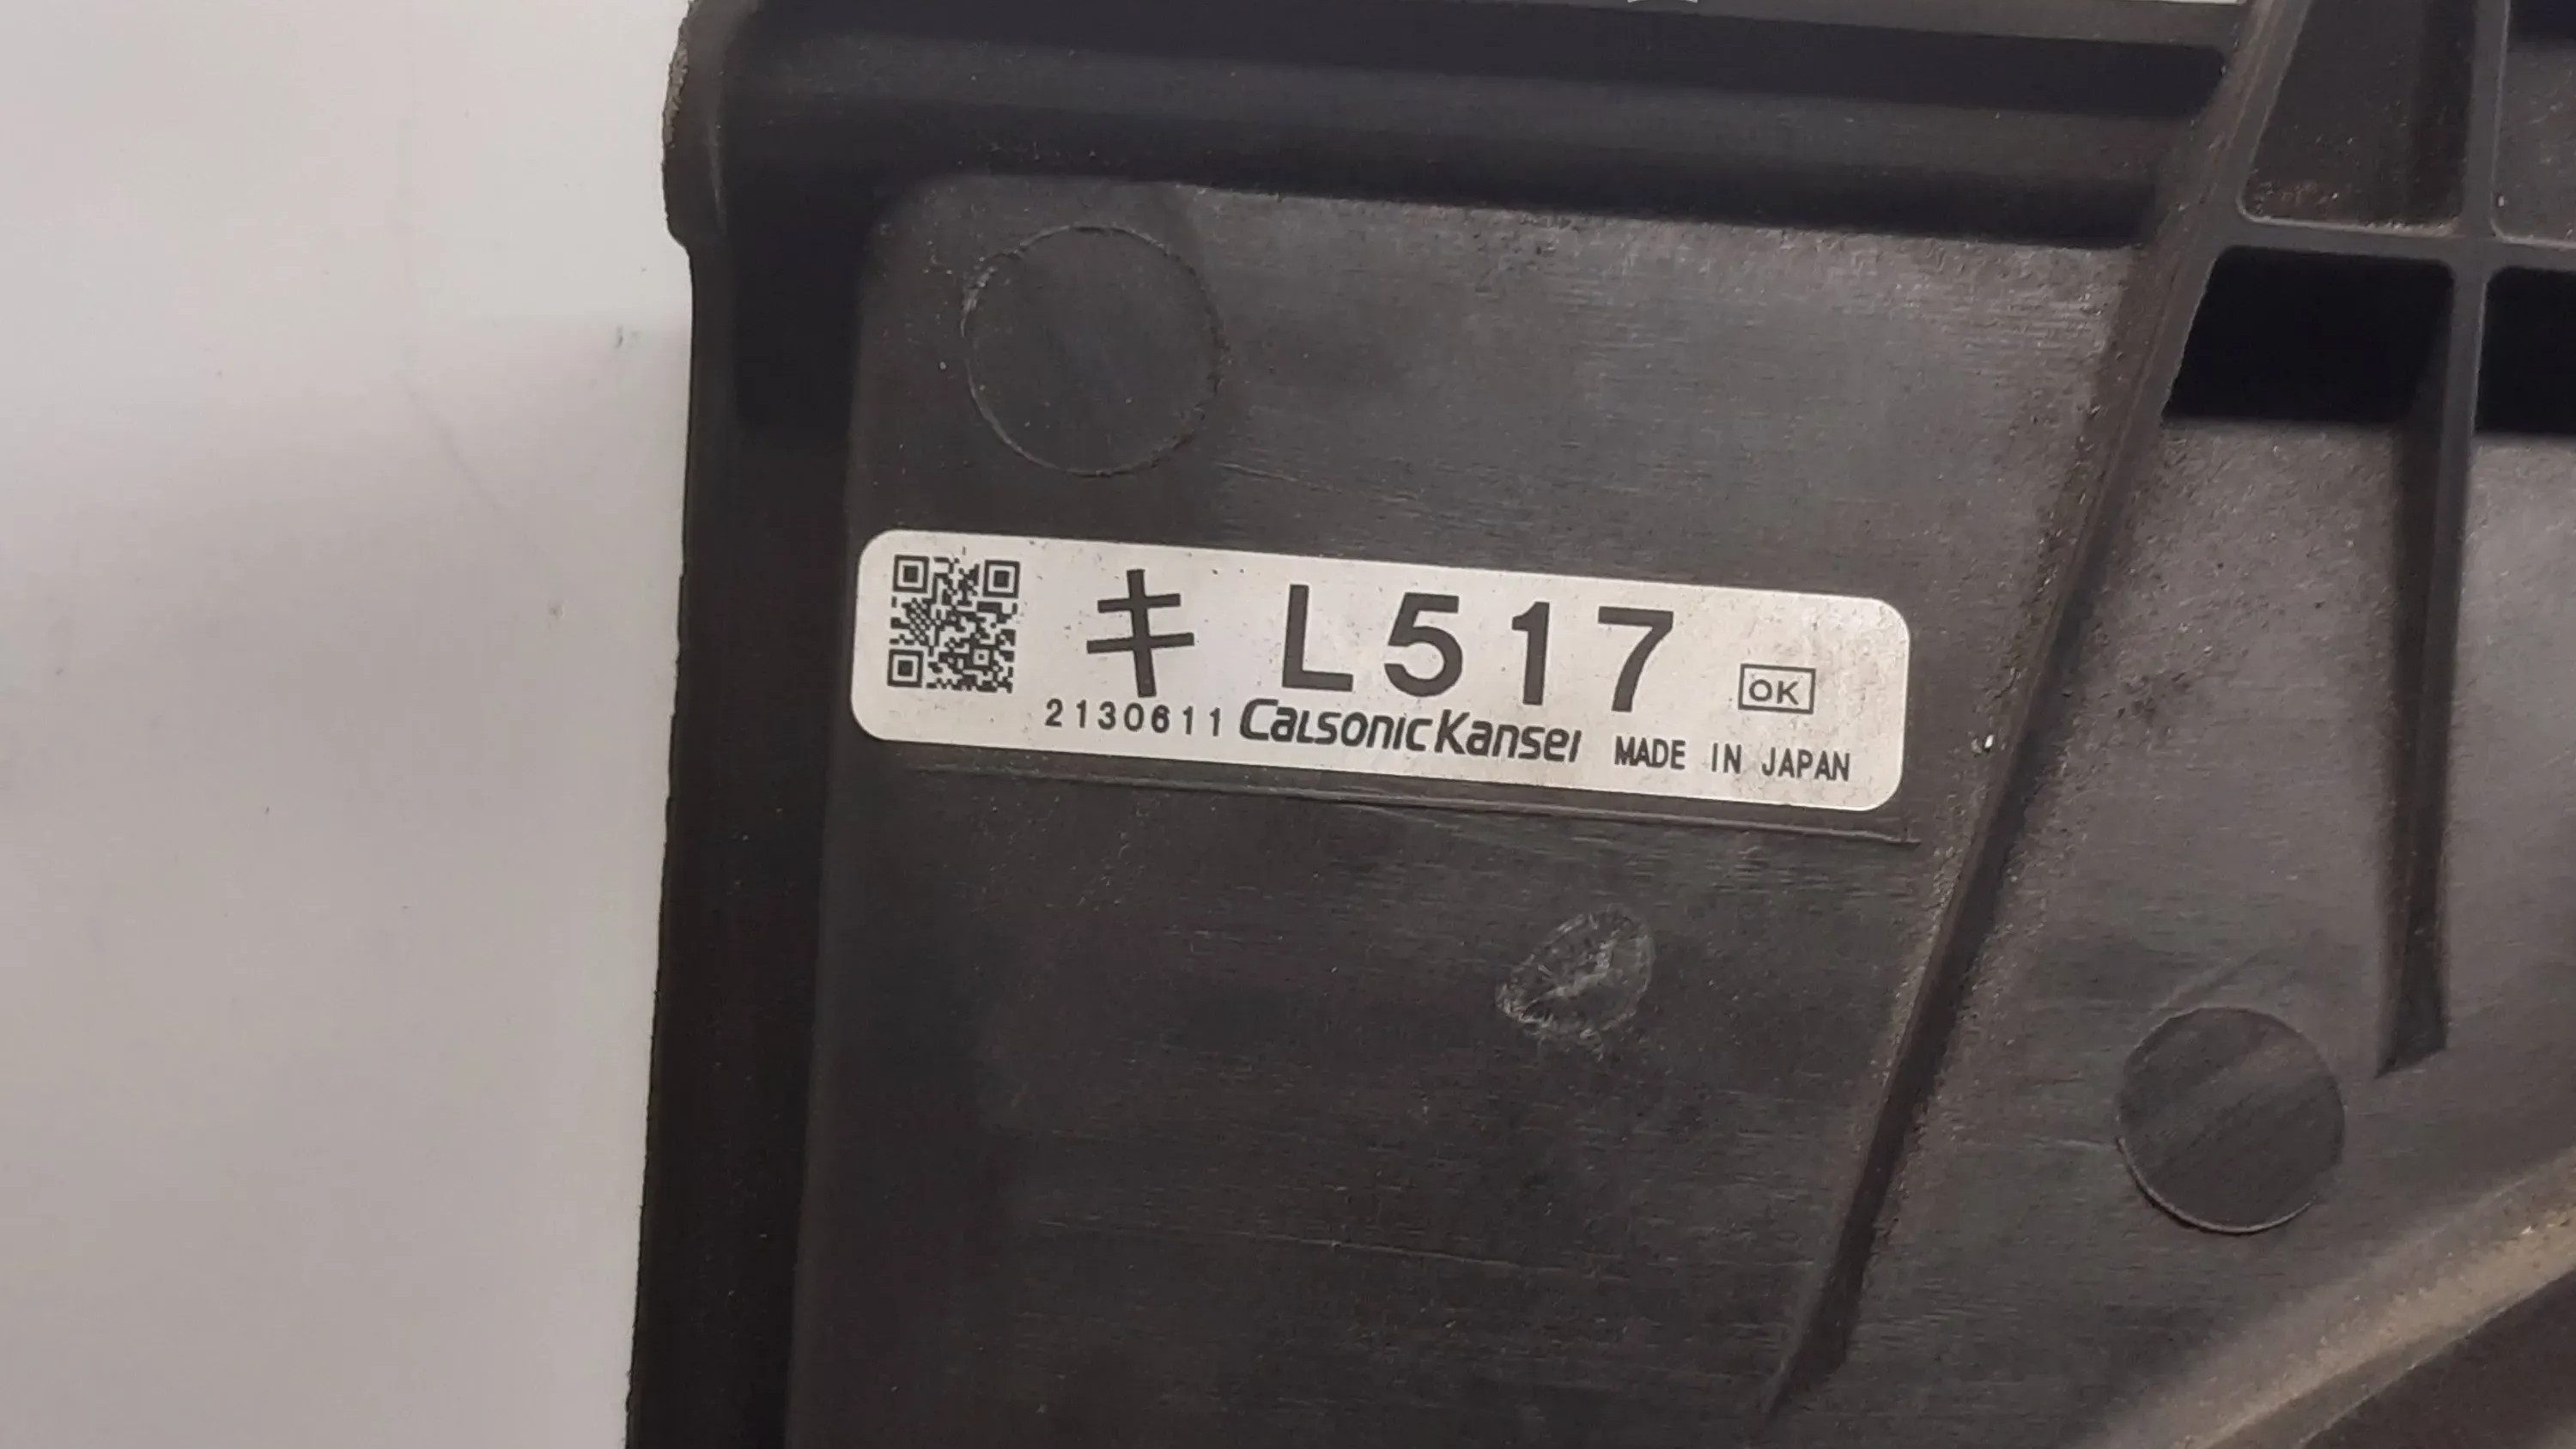 キ L517 OK
2130611 CalsonicKansei MADE IN JAPAN